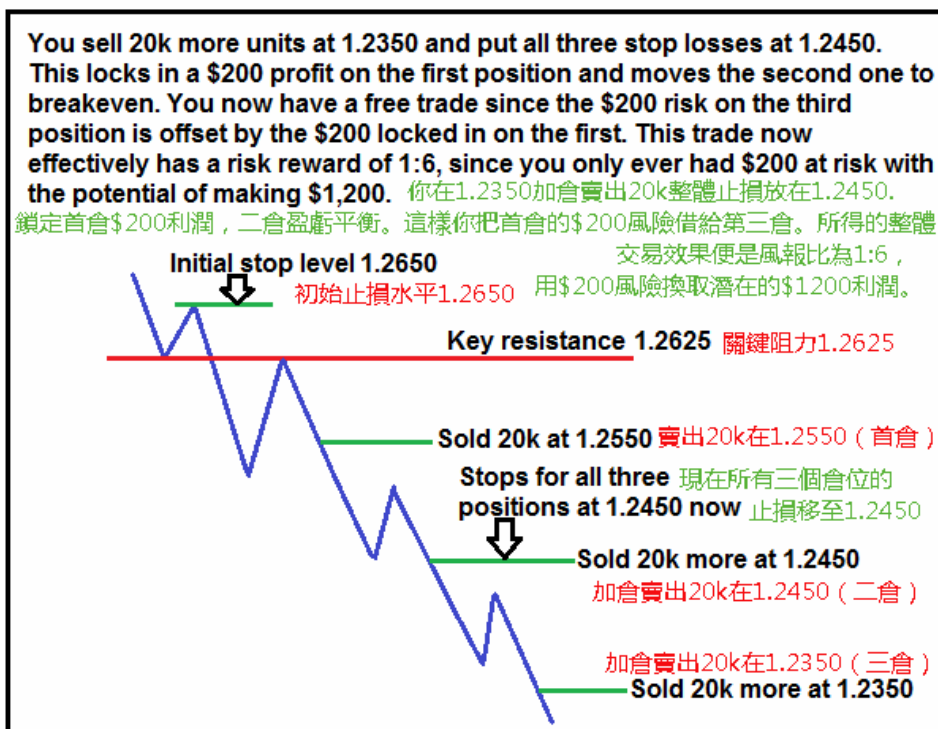 You sell 20k more units at 1.2350 and put all three stop losses at 1.2450.
This locks in a $200 profit on the first position and moves the second one to
breakeven. You now have a free trade since the $200 risk on the third
position is offset by the $200 locked in on the first. This trade now
effectively has a risk reward of 1:6, since you only ever had $200 at risk with
the potential of making $1,200. 你在1.2350加倉賣出20k整體止損放在1.2450.
鎖定首倉$200利潤，二倉盈虧平衡。這樣你把首倉的$200風險借給第三倉。所得的整體
交易效果便是風報比為1:6，
用$200風險換取潛在的$1200利潤。
Initial stop level 1.2650
初始止損水平1.2650
Key resistance 1.2625 關鍵阻力1.2625
Sold 20k at 1.2550 賣出20k在1.2550（首倉）
Stops for all three 現在所有三個倉位的
positions at 1.2450 now 止損移至1.2450
Sold 20k more at 1.2450
加倉賣出20k在1.2450（二倉）
加倉賣出20k在1.2350（三倉）
Sold 20k more at 1.2350